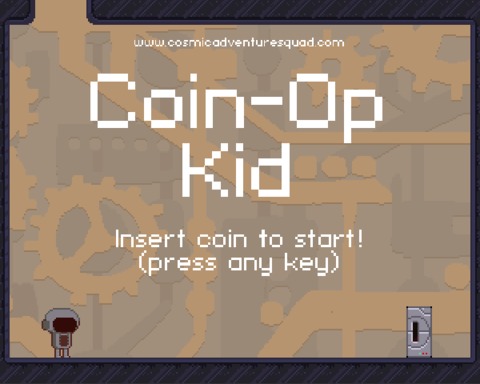 www.cosmicadventuresquad.com
Coin-Op
Kid
Insert coin to start!
(press any key)